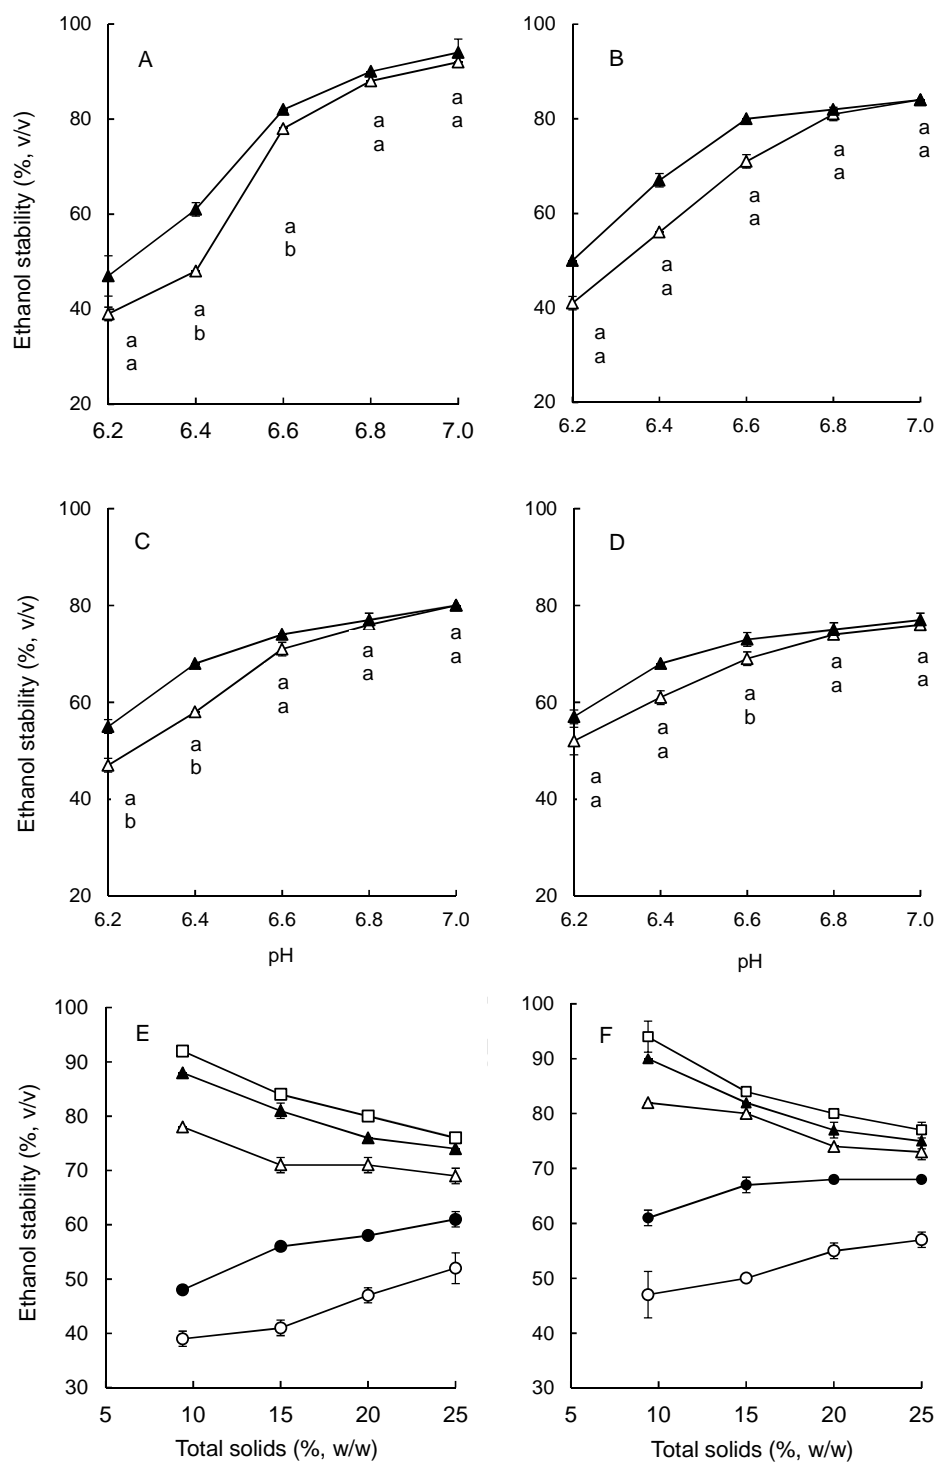 A
Ethanol stability (%, v/v)
100
80
60
40
20
6.2 6.4 6.6 6.8 7.0
a
a
a
b
a
b
a
a
a
a
B
100
80
60
40
20
6.2 6.4 6.6 6.8 7.0
a
a
a
a
a
a
a
a
a
a
C
Ethanol stability (%, v/v)
100
80
60
40
20
6.2 6.4 6.6 6.8 7.0
pH
a
b
a
b
a
a
a
a
a
a
D
100
80
60
40
20
6.2 6.4 6.6 6.8 7.0
pH
a
a
a
a
a
b
a
a
a
a
E
Ethanol stability (%, v/v)
100
90
80
70
60
50
40
30
5 10 15 20 25
Total solids (%, w/w)
F
100
90
80
70
60
50
40
30
5 10 15 20 25
Total solids (%, w/w)